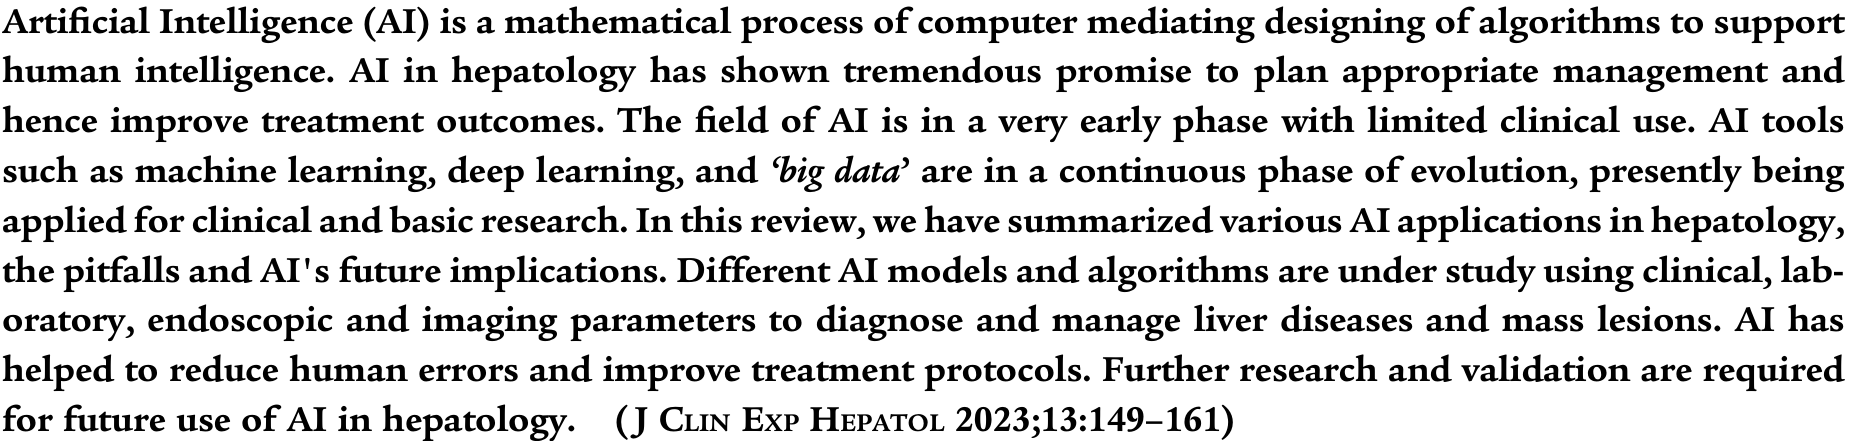 Artificial Intelligence (AI) is a mathematical process of computer mediating designing of algorithms to support
human intelligence. AI in hepatology has shown tremendous promise to plan appropriate management and
hence improve treatment outcomes. The field of AI is in a very early phase with limited clinical use. AI tools
such as machine learning, deep learning, and ‘big data’ are in a continuous phase of evolution, presently being
applied for clinical and basic research. In this review, we have summarized various AI applications in hepatology,
the pitfalls and AI's future implications. Different AI models and algorithms are under study using clinical, lab-
oratory, endoscopic and imaging parameters to diagnose and manage liver diseases and mass lesions. AI has
helped to reduce human errors and improve treatment protocols. Further research and validation are required
for future use of AI in hepatology. (J CLIN EXP HEPATOL 2023;13:149–161)